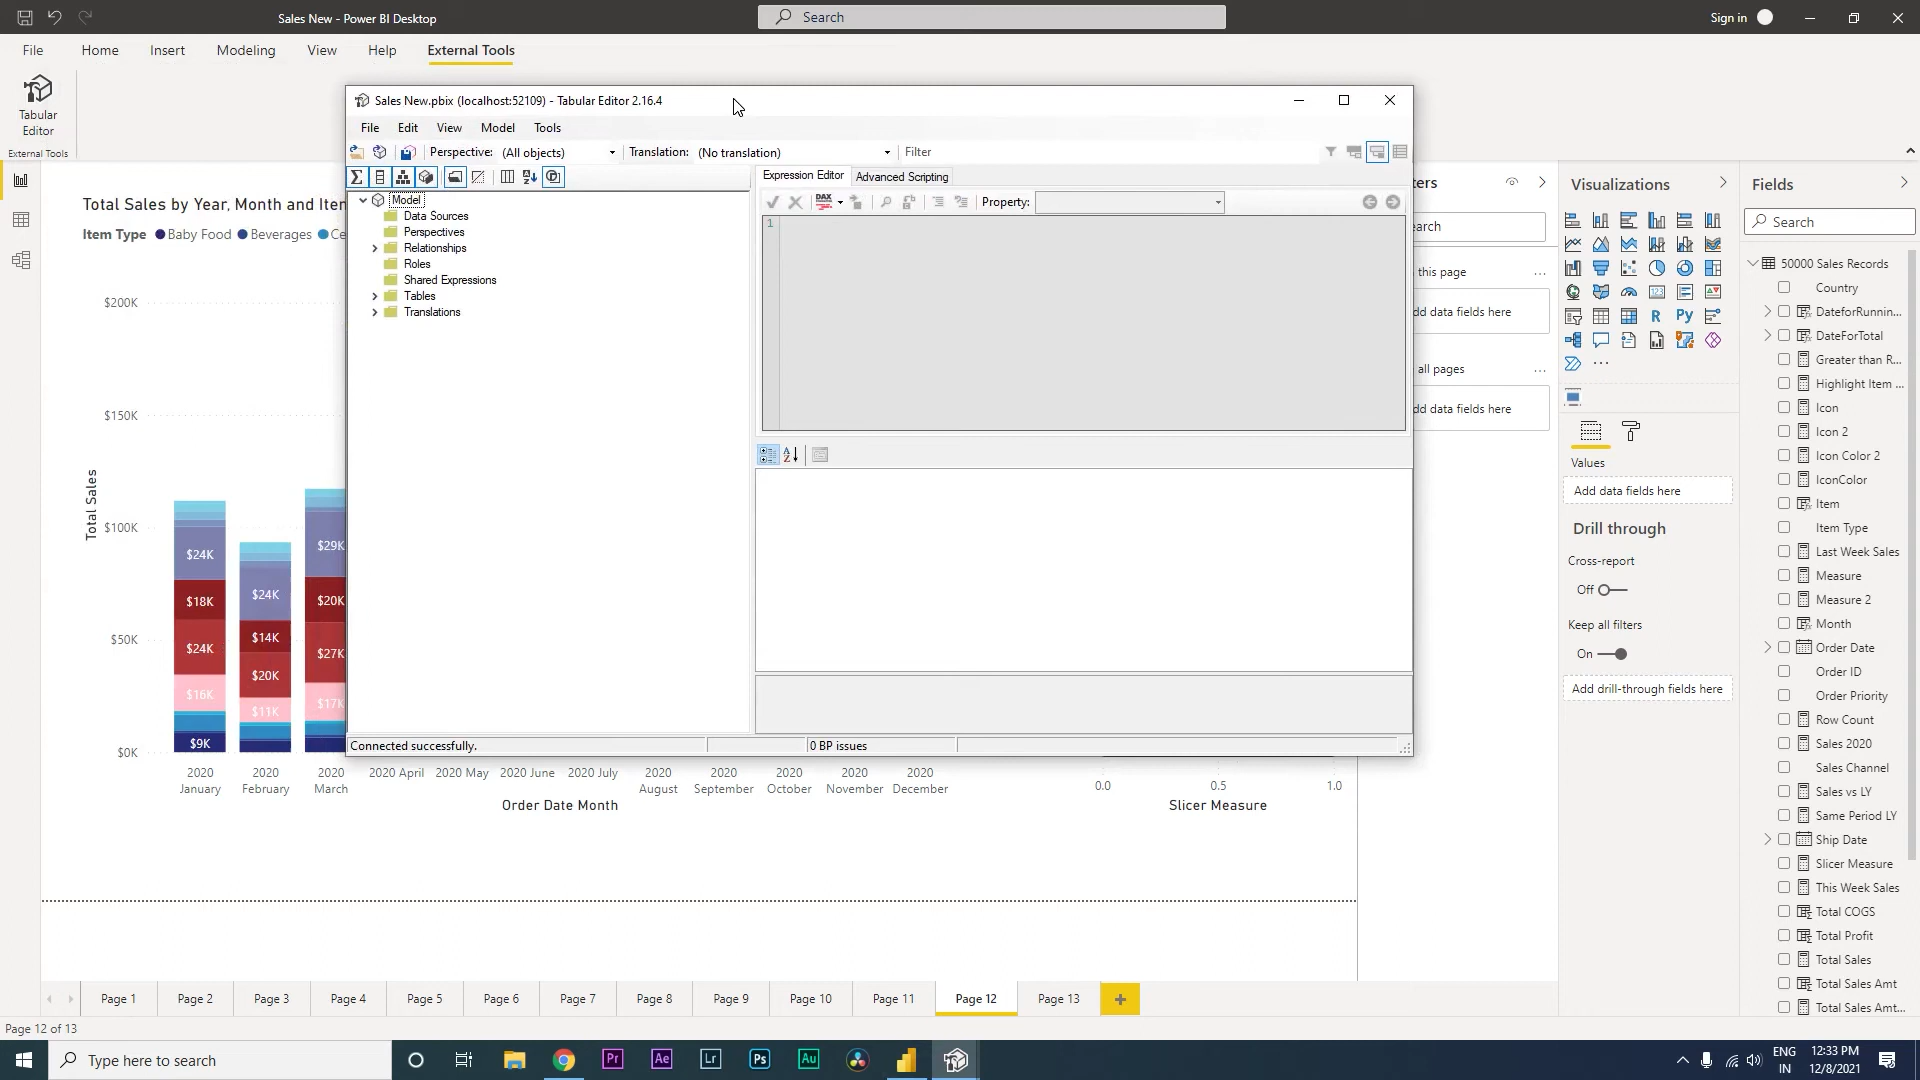 Sales New - Power BI Desktop
Search
Sign in
File
Home
Insert
Modeling
View
Help
External Tools
Tabular
Editor
External Tools
Sales New.pbix (localhost:52109) - Tabular Editor 2.16.4
File
Edit
View
Model
Tools
Perspective:
(All objects)
Translation:
(No translation)
Filter
Model
Data Sources
Perspectives
Relationships
Roles
Shared Expressions
Tables
Translations
Expression Editor
Advanced Scripting
DAX
Property:
1
Connected successfully.
0 BP issues
Total Sales by Year, Month and Iten
Item Type
Baby Food
Beverages
Ce
Total Sales
$200K
$150K
$100K
$50K
$0K
$24K
$18K
$24K
$16K
$9K
$24K
$14K
$20K
$11K
$29K
$20K
$27K
$17K
2020
January
2020
February
2020
March
2020 April
2020 May
2020 June
2020 July
2020
August
2020
September
2020
October
2020
November
2020
December
Order Date Month
0.0
0.5
1.0
Slicer Measure
ters
earch
this page
...
dd data fields here
all pages
...
dd data fields here
Visualizations
R
Py
...
Values
Add data fields here
Drill through
Cross-report
Off
Keep all filters
On
Add drill-through fields here
Fields
Search
50000 Sales Records
Country
DateforRunnin...
DateForTotal
Greater than R...
Highlight Item ...
Icon
Icon 2
Icon Color 2
IconColor
Item
Item Type
Last Week Sales
Measure
Measure 2
Month
Order Date
Order ID
Order Priority
Row Count
Sales 2020
Sales Channel
Sales vs LY
Same Period LY
Ship Date
Slicer Measure
This Week Sales
Total COGS
Total Profit
Total Sales
Total Sales Amt
Total Sales Amt...
Page 1
Page 2
Page 3
Page 4
Page 5
Page 6
Page 7
Page 8
Page 9
Page 10
Page 11
Page 12
Page 13
+
Page 12 of 13
Type here to search
Pr
Ae
Lr
Ps
Au
ENG
IN
12:33 PM
12/8/2021